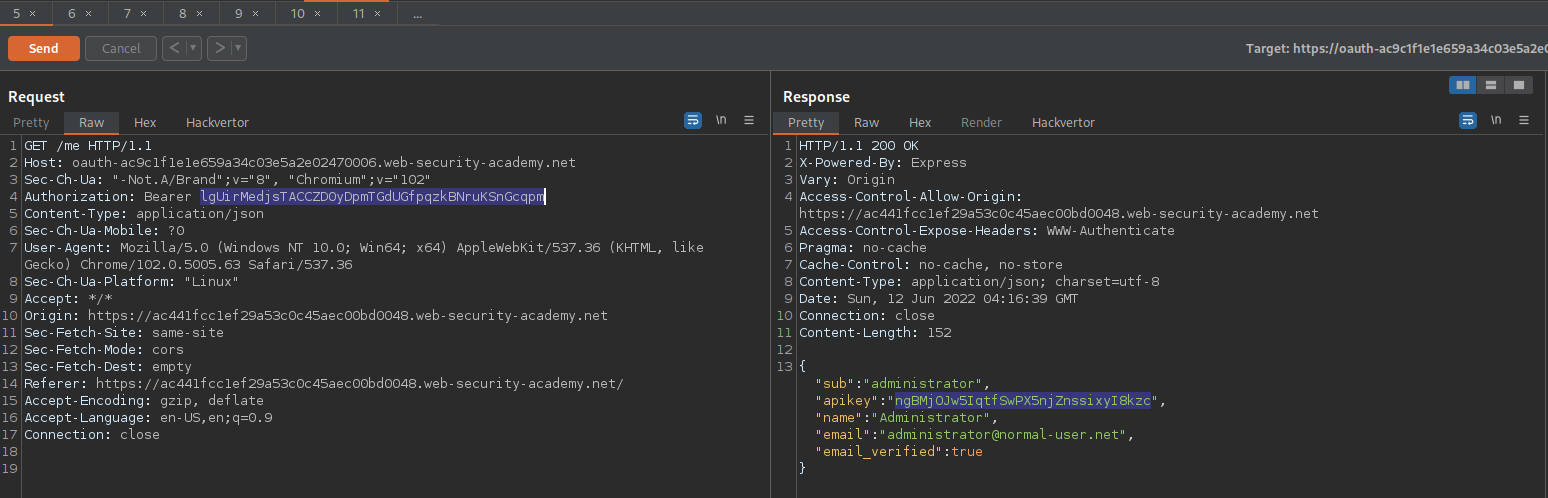 5 × 6 × 7 × 8 × 9 × 10 × 11 × ...
Send Cancel < > Target: https://oauth-ac9c1f1e1e659a34c03e5a2e0
Request
Pretty Raw Hex Hackvertor \n
1 GET /me HTTP/1.1
2 Host: oauth-ac9c1f1e1e659a34c03e5a2e02470006.web-security-academy.net
3 Sec-Ch-Ua: "-Not.A/Brand";v="8", "Chromium";v="102"
4 Authorization: Bearer lgUirMedjsTACCZDOyDpmTGdUGfpqzkBNruKSnGcqpm
5 Content-Type: application/json
6 Sec-Ch-Ua-Mobile: ?0
7 User-Agent: Mozilla/5.0 (Windows NT 10.0; Win64; x64) AppleWebKit/537.36 (KHTML, like
Gecko) Chrome/102.0.5005.63 Safari/537.36
8 Sec-Ch-Ua-Platform: "Linux"
9 Accept: */*
10 Origin: https://ac441fcc1ef29a53c0c45aec00bd0048.web-security-academy.net
11 Sec-Fetch-Site: same-site
12 Sec-Fetch-Mode: cors
13 Sec-Fetch-Dest: empty
14 Referer: https://ac441fcc1ef29a53c0c45aec00bd0048.web-security-academy.net/
15 Accept-Encoding: gzip, deflate
16 Accept-Language: en-US,en;q=0.9
17 Connection: close
18
19
Response
Pretty Raw Hex Render Hackvertor \n
1 HTTP/1.1 200 OK
2 X-Powered-By: Express
3 Vary: Origin
4 Access-Control-Allow-Origin:
https://ac441fcc1ef29a53c0c45aec00bd0048.web-security-academy.net
5 Access-Control-Expose-Headers: WWW-Authenticate
6 Pragma: no-cache
7 Cache-Control: no-cache, no-store
8 Content-Type: application/json; charset=utf-8
9 Date: Sun, 12 Jun 2022 04:16:39 GMT
10 Connection: close
11 Content-Length: 152
12
13 {
"sub":"administrator",
"apikey":"ngBMjOJw5IqtfSwPX5njZnssixyI8kzc",
"name":"Administrator",
"email":"administrator@normal-user.net",
"email_verified":true
}